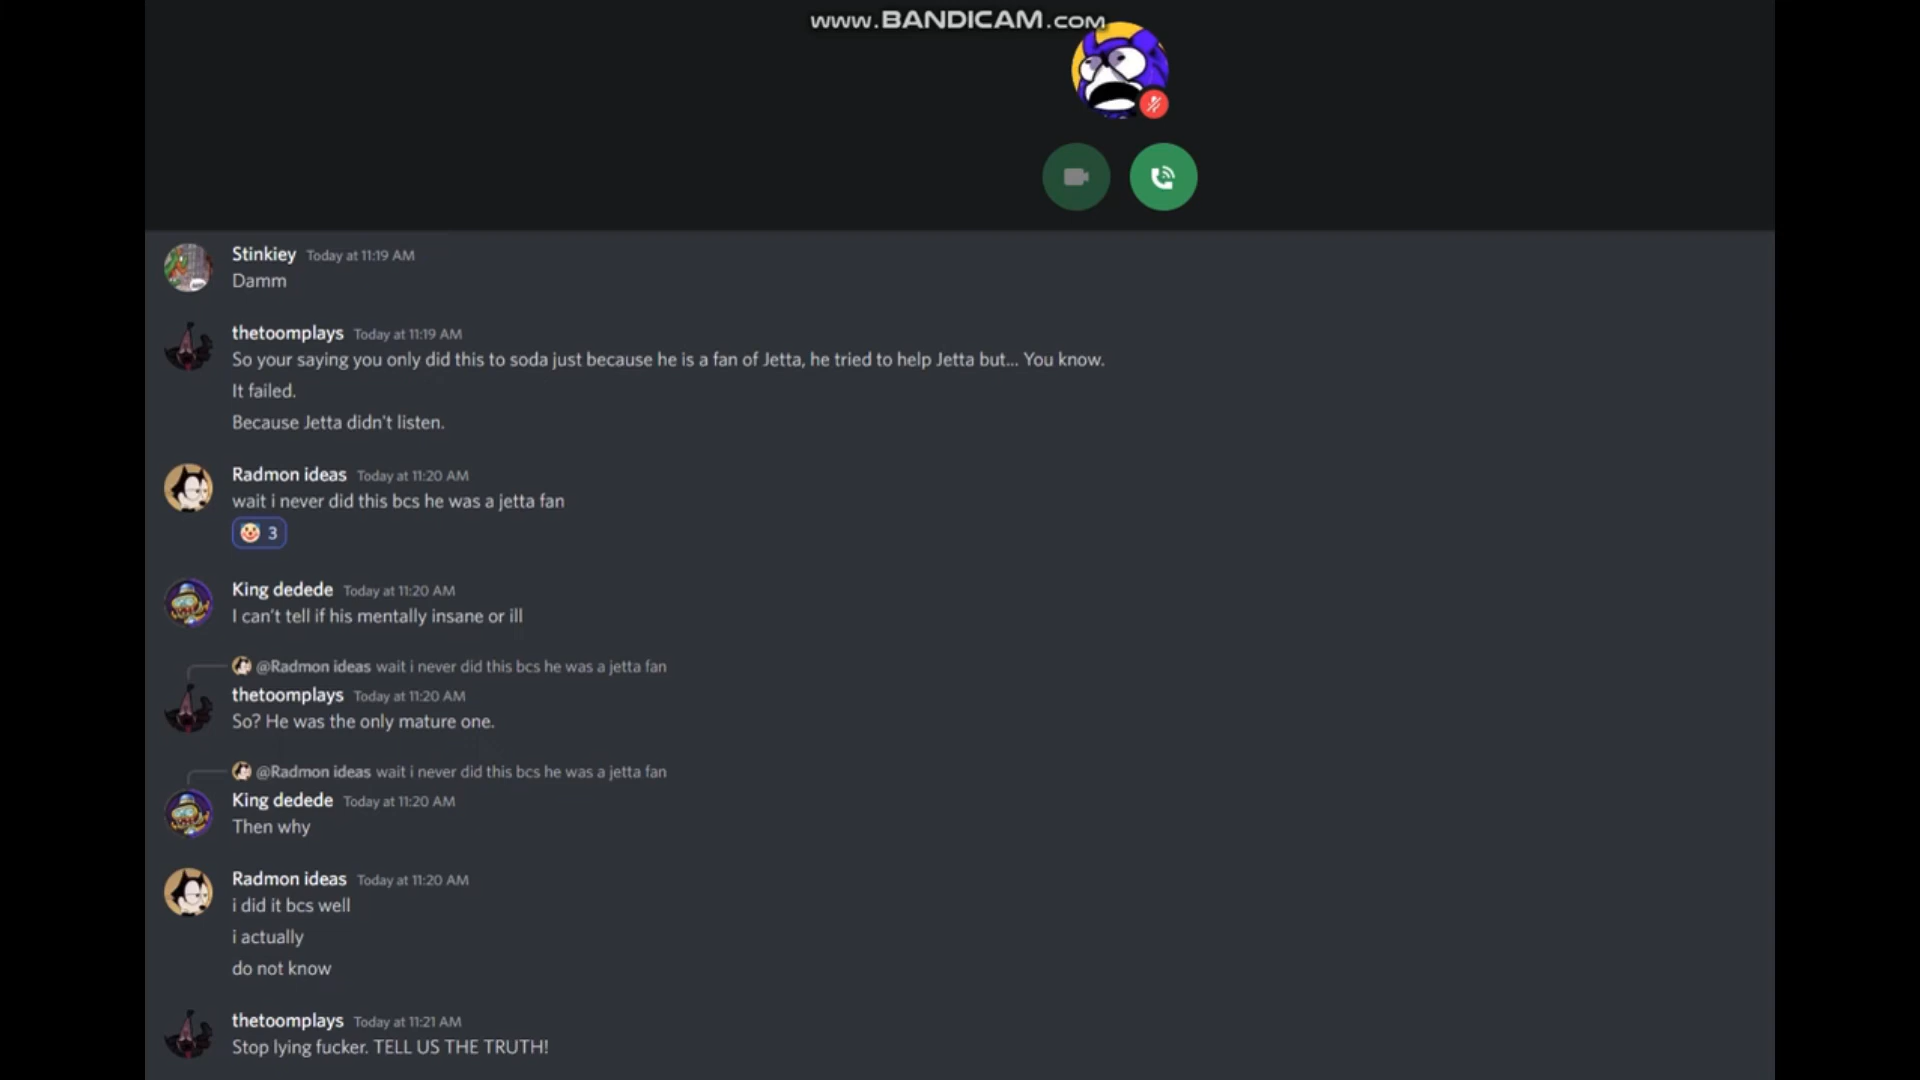 www.BANDICAM.com
Stinkiey Today at 11:19 AM
Damm
thetoomplays Today at 11:19 AM
So your saying you only did this to soda just because he is a fan of Jetta, he tried to help Jetta but... You know.
It failed.
Because Jetta didn't listen.
Radmon ideas Today at 11:20 AM
wait i never did this bcs he was a jetta fan
3
King dedede Today at 11:20 AM
I can't tell if his mentally insane or ill
@Radmon ideas wait i never did this bcs he was a jetta fan
thetoomplays Today at 11:20 AM
So? He was the only mature one.
@Radmon ideas wait i never did this bcs he was a jetta fan
King dedede Today at 11:20 AM
Then why
Radmon ideas Today at 11:20 AM
i did it bcs well
i actually
do not know
thetoomplays Today at 11:21 AM
Stop lying fucker. TELL US THE TRUTH!